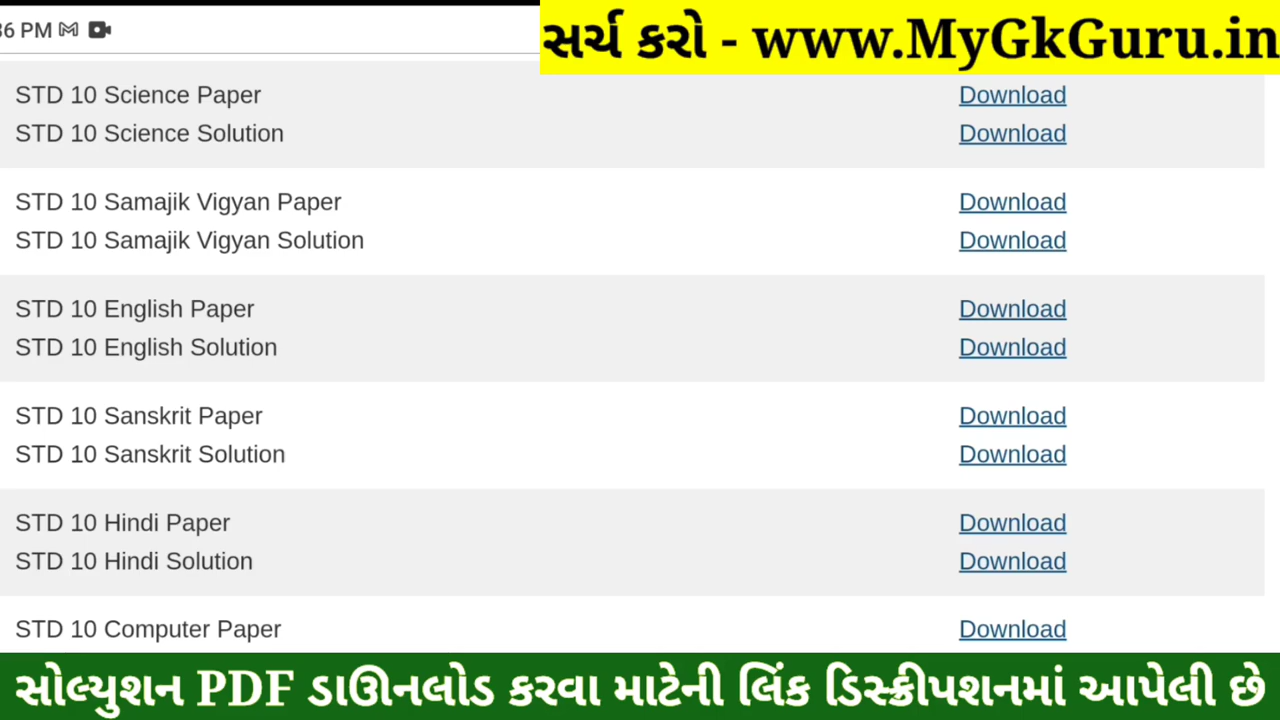 36 PM
સર્ચ કરો - www.MyGkGuru.in
STD 10 Science Paper Download
STD 10 Science Solution Download
STD 10 Samajik Vigyan Paper Download
STD 10 Samajik Vigyan Solution Download
STD 10 English Paper Download
STD 10 English Solution Download
STD 10 Sanskrit Paper Download
STD 10 Sanskrit Solution Download
STD 10 Hindi Paper Download
STD 10 Hindi Solution Download
STD 10 Computer Paper Download
સોલ્યુશન PDF ડાઊનલોડ કરવા માટેની લિંક ડિસ્ક્રીપશનમાં આપેલી છે